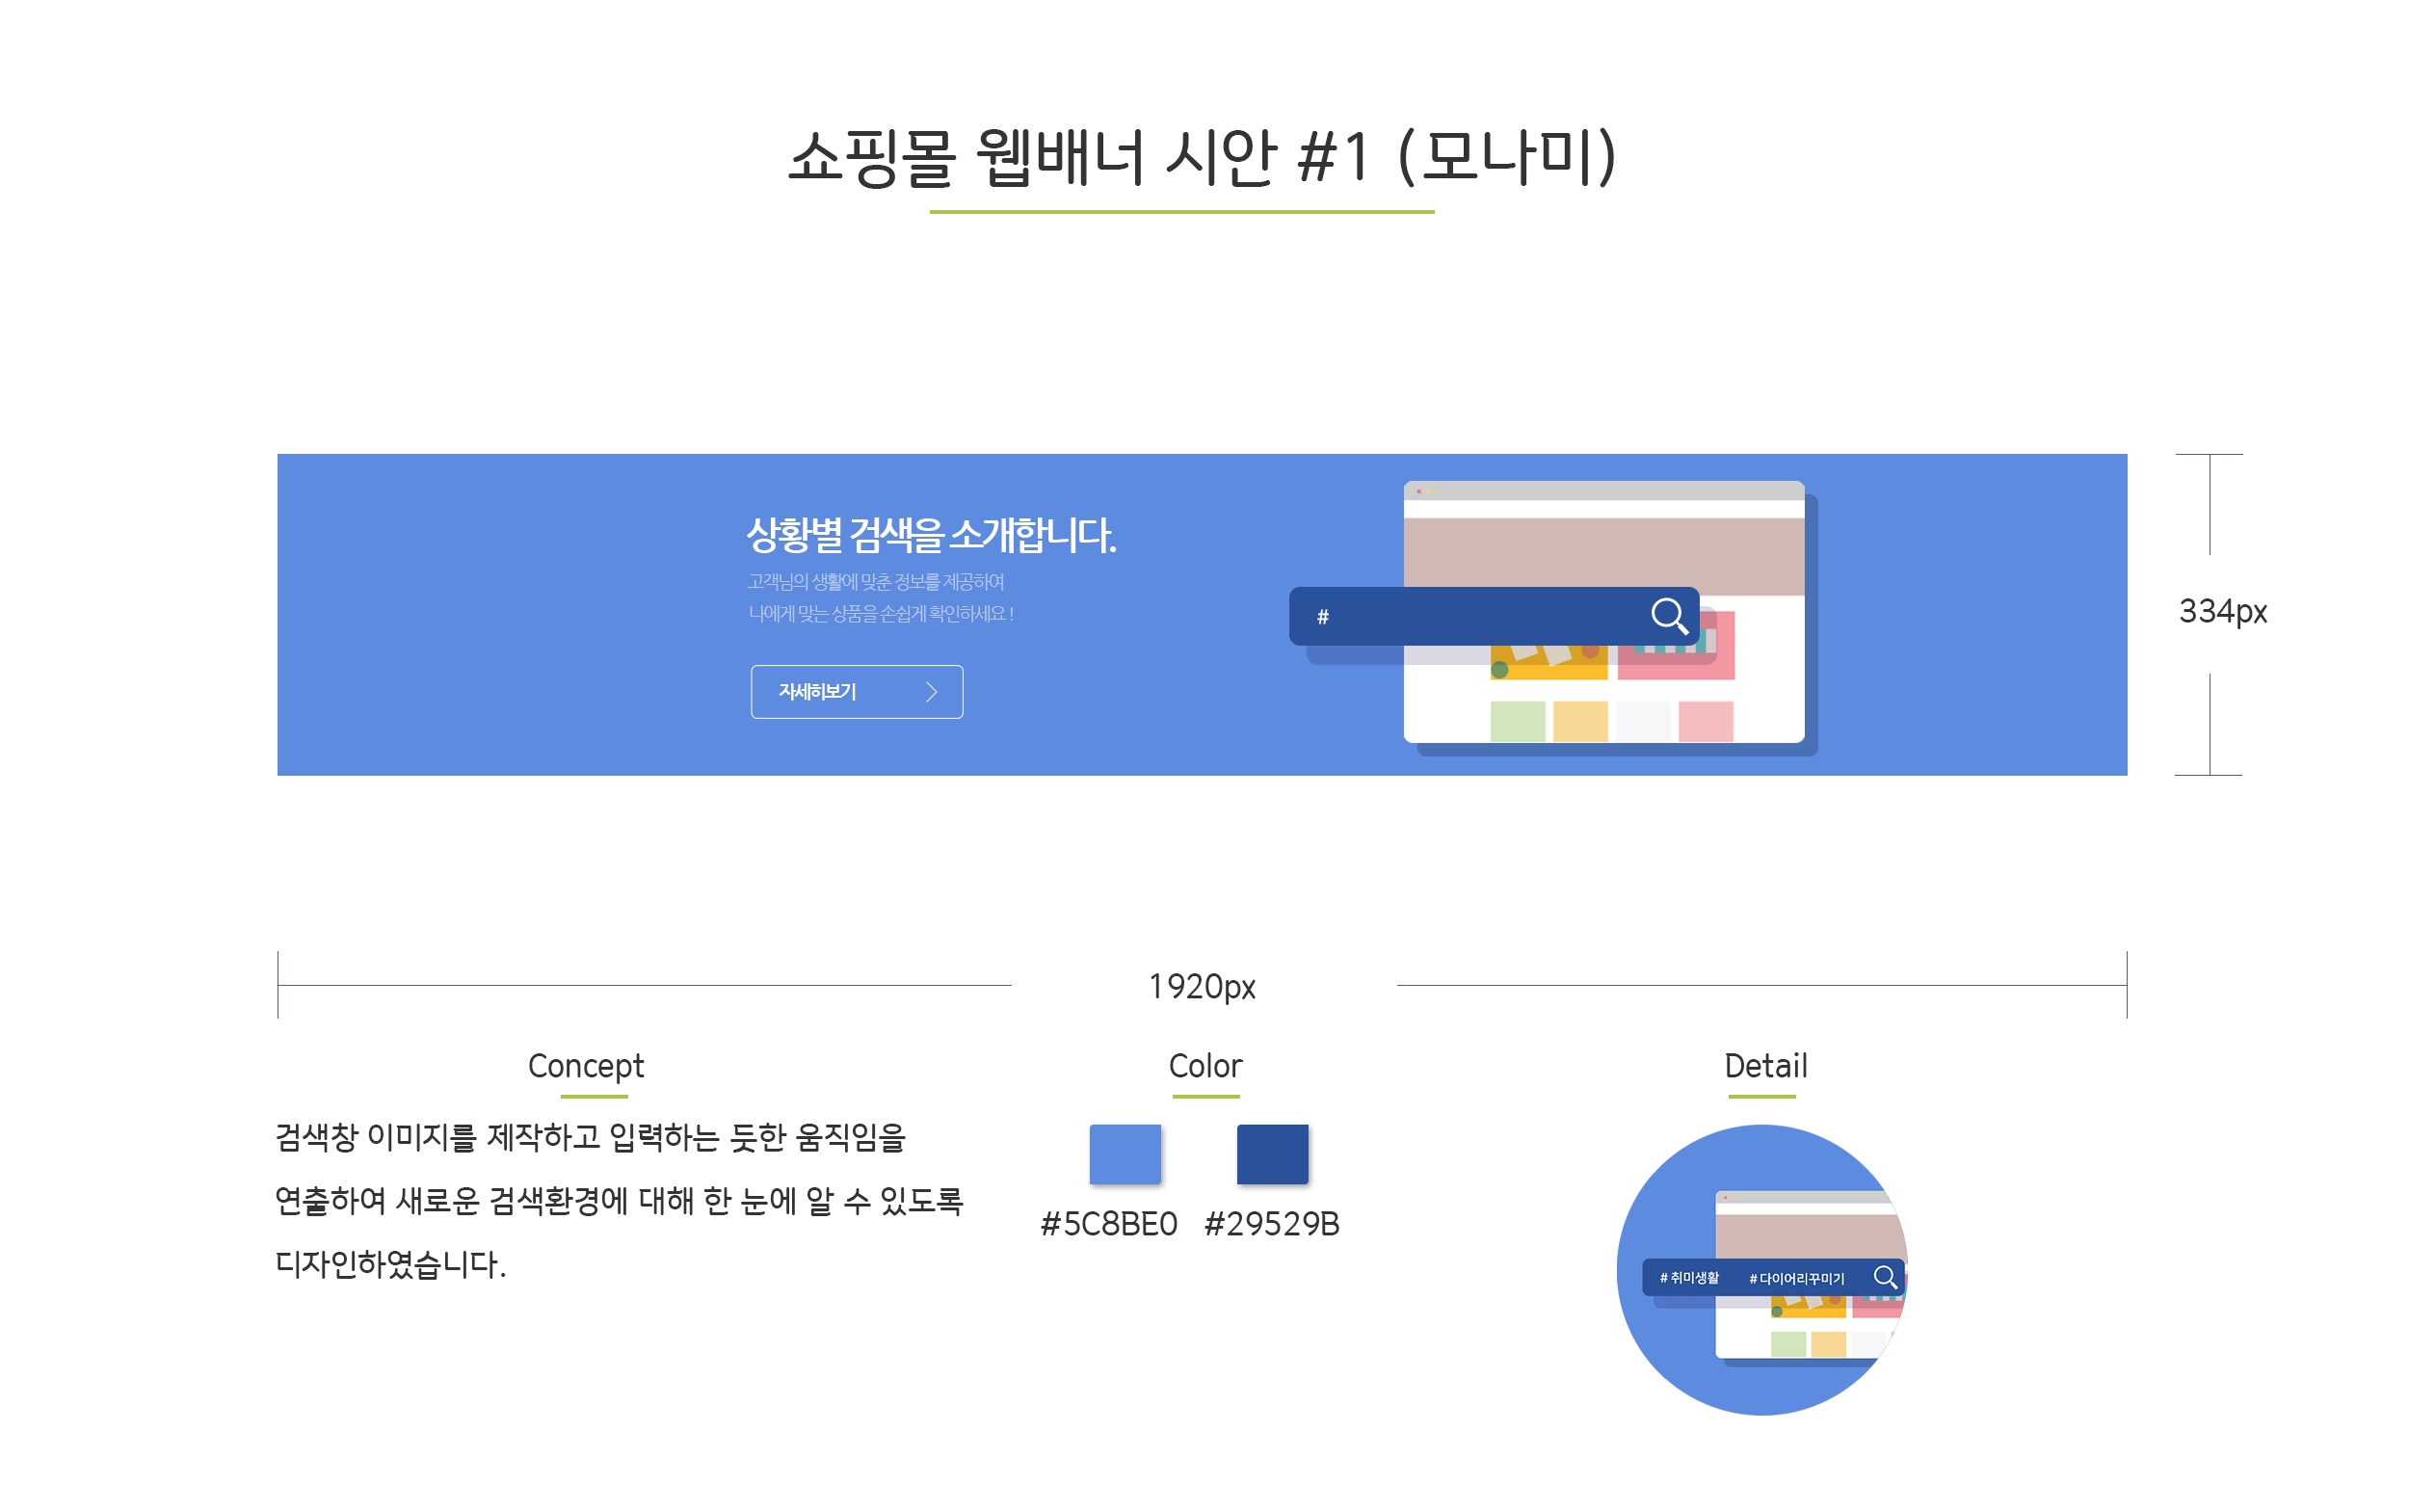 쇼핑몰 웹배너 시안 #1 (모나미)
상황별 검색을 소개합니다.
고객님의 생활에 맞춘 정보를 제공하여
나에게 맞는 상품을 손쉽게 확인하세요 !
자세히보기
#
334px
1920px
Concept
검색창 이미지를 제작하고 입력하는 듯한 움직임을
연출하여 새로운 검색환경에 대해 한 눈에 알 수 있도록
디자인하였습니다.
Color
#5C8BE0 #29529B
Detail
# 취미생활 # 다이어리꾸미기